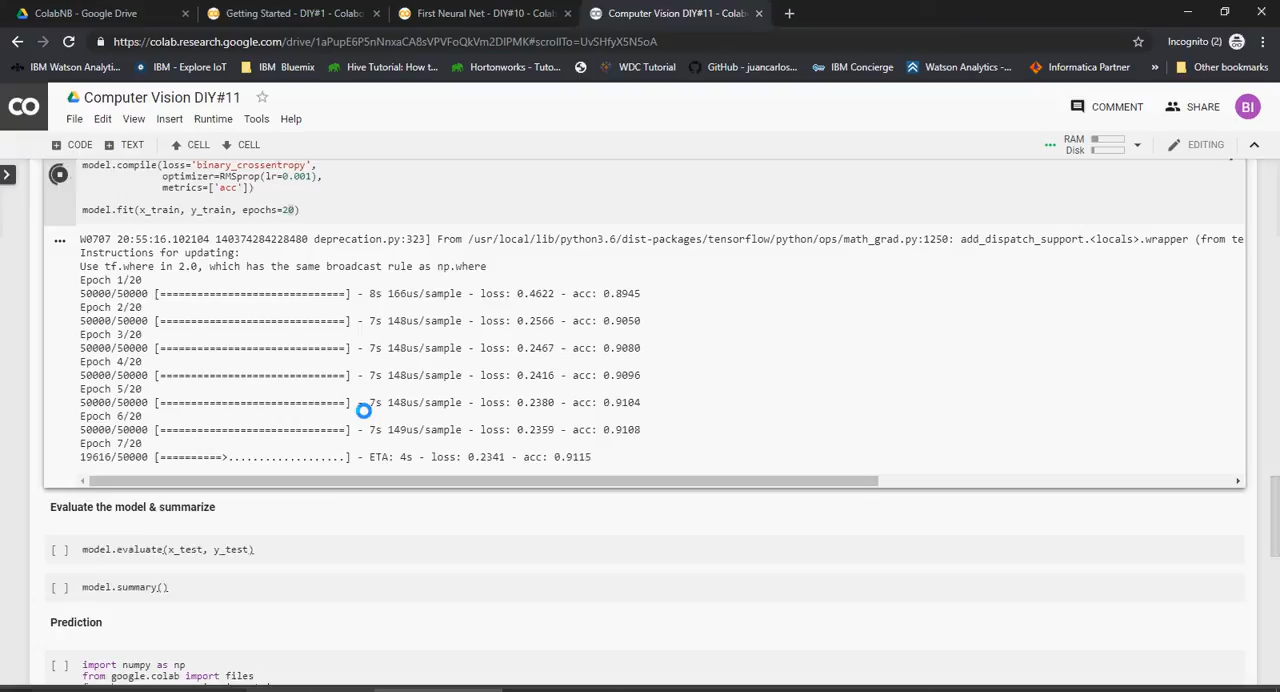 ColabNB - Google Drive
Getting Started - DIY#1 - Colabo
First Neural Net - DIY#10 - Colab
Computer Vision DIY#11 - Colab
https://colab.research.google.com/drive/1aPupE6P5nNnxaCA8sVPVFoQkVm2DIPMK#scrollTo=UvSHfyX5N5oA
Incognito (2)
IBM Watson Analyti...
IBM - Explore IoT
IBM Bluemix
Hive Tutorial: How t...
Hortonworks - Tuto...
WDC Tutorial
GitHub - juancarlos...
IBM Concierge
Watson Analytics -...
Informatica Partner
»
Other bookmarks
CO
Computer Vision DIY#11
COMMENT
SHARE
BI
File Edit View Insert Runtime Tools Help
CODE
TEXT
CELL
CELL
RAM
Disk
EDITING
model.compile(loss='binary_crossentropy',
optimizer=RMSprop(lr=0.001),
metrics=['acc'])
model.fit(x_train, y_train, epochs=20)
W0707 20:55:16.102104 140374284228480 deprecation.py:323] From /usr/local/lib/python3.6/dist-packages/tensorflow/python/ops/math_grad.py:1250: add_dispatch_support.<locals>.wrapper (from te
Instructions for updating:
Use tf.where in 2.0, which has the same broadcast rule as np.where
Epoch 1/20
50000/50000 [==============================] - 8s 166us/sample - loss: 0.4622 - acc: 0.8945
Epoch 2/20
50000/50000 [==============================] - 7s 148us/sample - loss: 0.2566 - acc: 0.9050
Epoch 3/20
50000/50000 [==============================] - 7s 148us/sample - loss: 0.2467 - acc: 0.9080
Epoch 4/20
50000/50000 [==============================] - 7s 148us/sample - loss: 0.2416 - acc: 0.9096
Epoch 5/20
50000/50000 [==============================] - 7s 148us/sample - loss: 0.2380 - acc: 0.9104
Epoch 6/20
50000/50000 [==============================] - 7s 149us/sample - loss: 0.2359 - acc: 0.9108
Epoch 7/20
19616/50000 [==========>...................] - ETA: 4s - loss: 0.2341 - acc: 0.9115
Evaluate the model & summarize
[ ] model.evaluate(x_test, y_test)
[ ] model.summary()
Prediction
[ ] import numpy as np
from google.colab import files